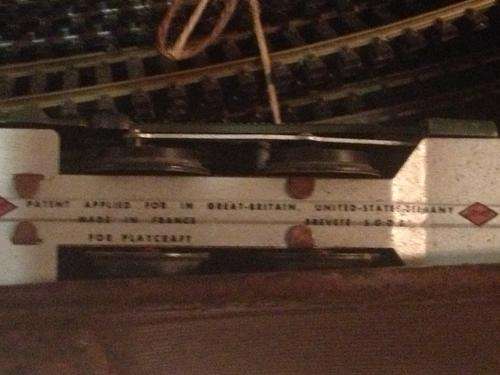 PATENT APPLIED FOR IN GREAT-BRITAIN, UNITED-STATES-GERMANY
MADE IN FRANCE BREVETE S.G.D.G.
FOR PLAYCRAFT